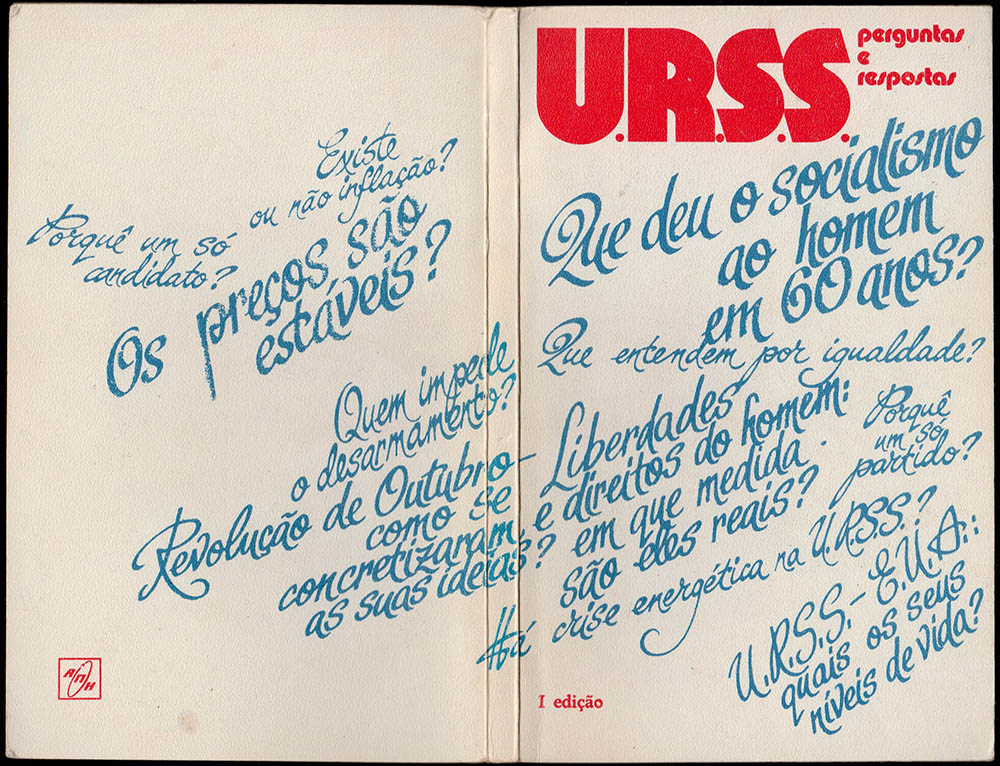 U.R.S.S.
perguntas
e
respostas
Que deu o socialismo
ao homem
em 60 anos?
Que entendem por igualdade?
Liberdades
e direitos do homem:
em que medida
são eles reais?
Porquê
um só
partido?
Há crise energética na U.R.S.S.?
U.R.S.S.-E.U.A.:
quais os seus
níveis de vida?
I edição
Existe
ou não inflação?
Porquê um só
candidato?
Os preços são
estáveis?
Quem impede
o desarmamento?
Revolução de Outubro-
como se
concretizaram
as suas ideias?
АПН